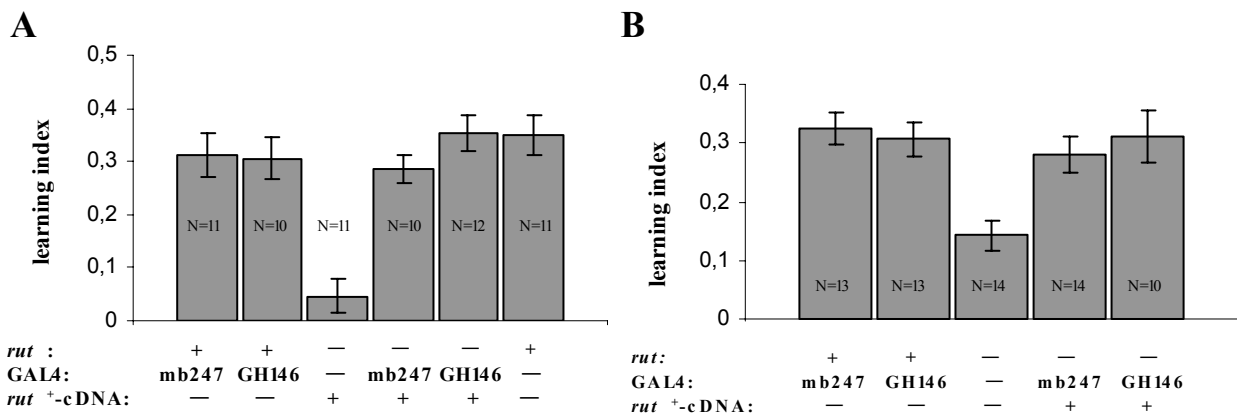 A
learning index
0,5
0,4
0,3
0,2
0,1
0
N=11 N=10 N=11 N=10 N=12 N=11
rut : + + — — — +
GAL4: mb247 GH146 — mb247 GH146 —
rut +-cDNA: — — + + + —
B
learning index
0,4
0,3
0,2
0,1
0
N=13 N=13 N=14 N=14 N=10
rut: + + — — —
GAL4: mb247 GH146 — mb247 GH146
rut +-cDNA: — — — + +